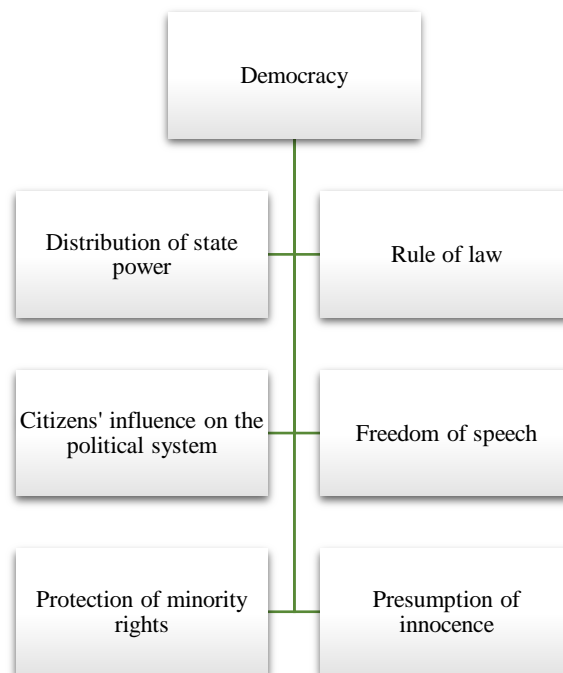 Democracy
Distribution of state
power
Rule of law
Citizens' influence on the
political system
Freedom of speech
Protection of minority
rights
Presumption of
innocence